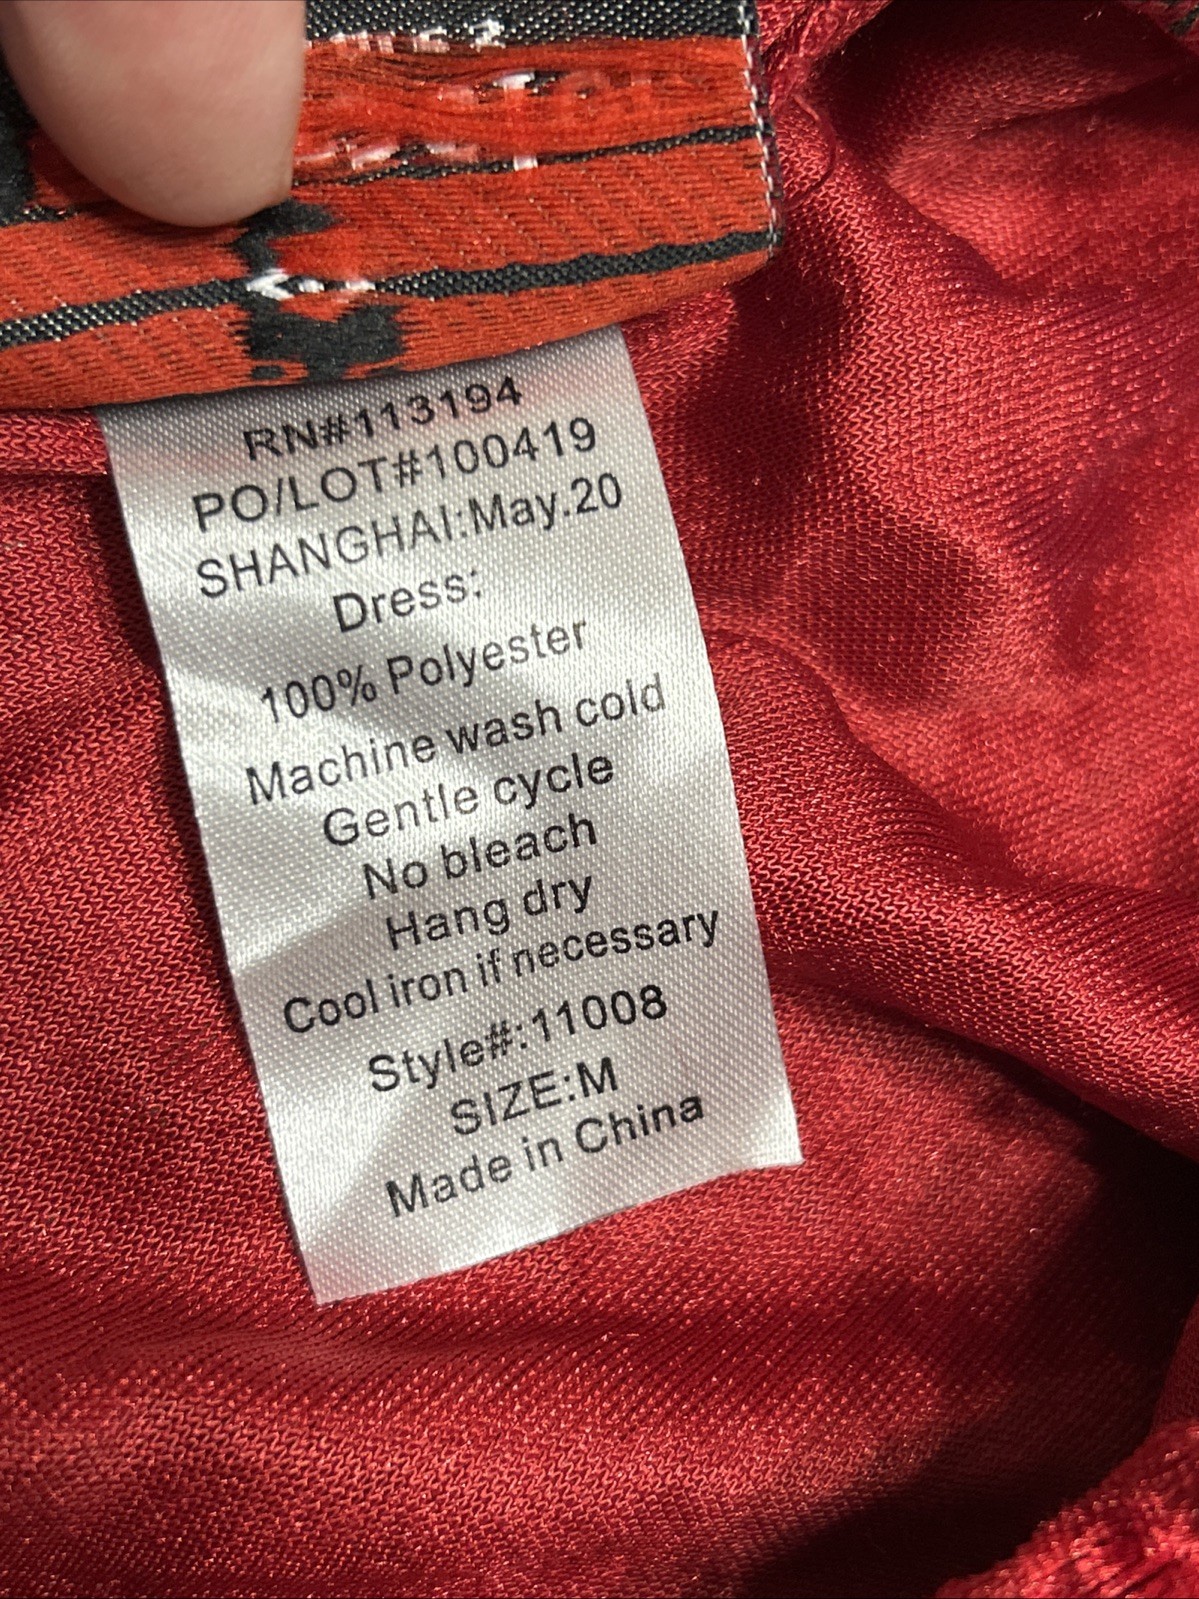 RN#113194
PO/LOT#100419
SHANGHAI:May.20
Dress:
100% Polyester
Machine wash cold
Gentle cycle
No bleach
Hang dry
Cool iron if necessary
Style#:11008
SIZE:M
Made in China